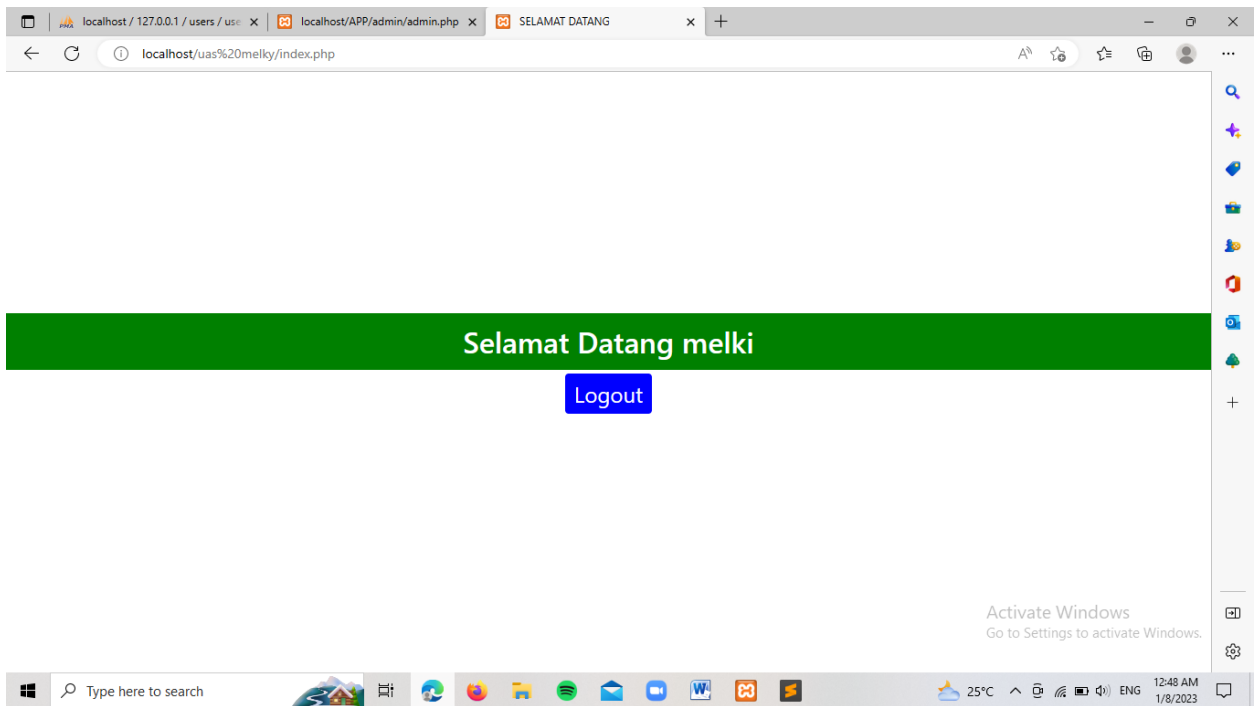 localhost / 127.0.0.1 / users / use
localhost/APP/admin/admin.php
SELAMAT DATANG
localhost/uas%20melky/index.php
Selamat Datang melki
Logout
Activate Windows
Go to Settings to activate Windows.
Type here to search
25°C
ENG
12:48 AM
1/8/2023